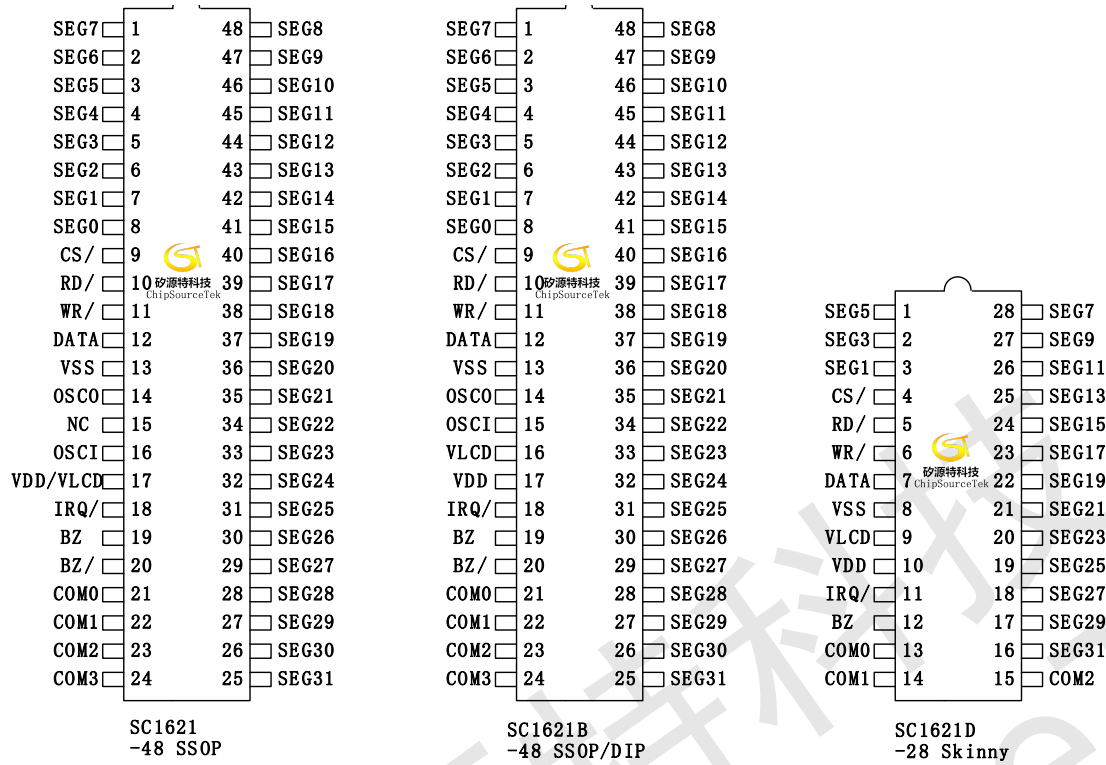 SEG7 1 48 SEG8
SEG6 2 47 SEG9
SEG5 3 46 SEG10
SEG4 4 45 SEG11
SEG3 5 44 SEG12
SEG2 6 43 SEG13
SEG1 7 42 SEG14
SEG0 8 41 SEG15
CS/ 9 40 SEG16
RD/ 10 39 SEG17
WR/ 11 38 SEG18
DATA 12 37 SEG19
VSS 13 36 SEG20
OSCO 14 35 SEG21
NC 15 34 SEG22
OSCI 16 33 SEG23
VDD/VLCD 17 32 SEG24
IRQ/ 18 31 SEG25
BZ 19 30 SEG26
BZ/ 20 29 SEG27
COM0 21 28 SEG28
COM1 22 27 SEG29
COM2 23 26 SEG30
COM3 24 25 SEG31
矽源特科技
ChipSourceTek
SC1621
-48 SSOP
SEG7 1 48 SEG8
SEG6 2 47 SEG9
SEG5 3 46 SEG10
SEG4 4 45 SEG11
SEG3 5 44 SEG12
SEG2 6 43 SEG13
SEG1 7 42 SEG14
SEG0 8 41 SEG15
CS/ 9 40 SEG16
RD/ 10 39 SEG17
WR/ 11 38 SEG18
DATA 12 37 SEG19
VSS 13 36 SEG20
OSCO 14 35 SEG21
OSCI 15 34 SEG22
VLCD 16 33 SEG23
VDD 17 32 SEG24
IRQ/ 18 31 SEG25
BZ 19 30 SEG26
BZ/ 20 29 SEG27
COM0 21 28 SEG28
COM1 22 27 SEG29
COM2 23 26 SEG30
COM3 24 25 SEG31
矽源特科技
ChipSourceTek
SC1621B
-48 SSOP/DIP
SEG5 1 28 SEG7
SEG3 2 27 SEG9
SEG1 3 26 SEG11
CS/ 4 25 SEG13
RD/ 5 24 SEG15
WR/ 6 23 SEG17
DATA 7 22 SEG19
VSS 8 21 SEG21
VLCD 9 20 SEG23
VDD 10 19 SEG25
IRQ/ 11 18 SEG27
BZ 12 17 SEG29
COM0 13 16 SEG31
COM1 14 15 COM2
矽源特科技
ChipSourceTek
SC1621D
-28 Skinny
特科技